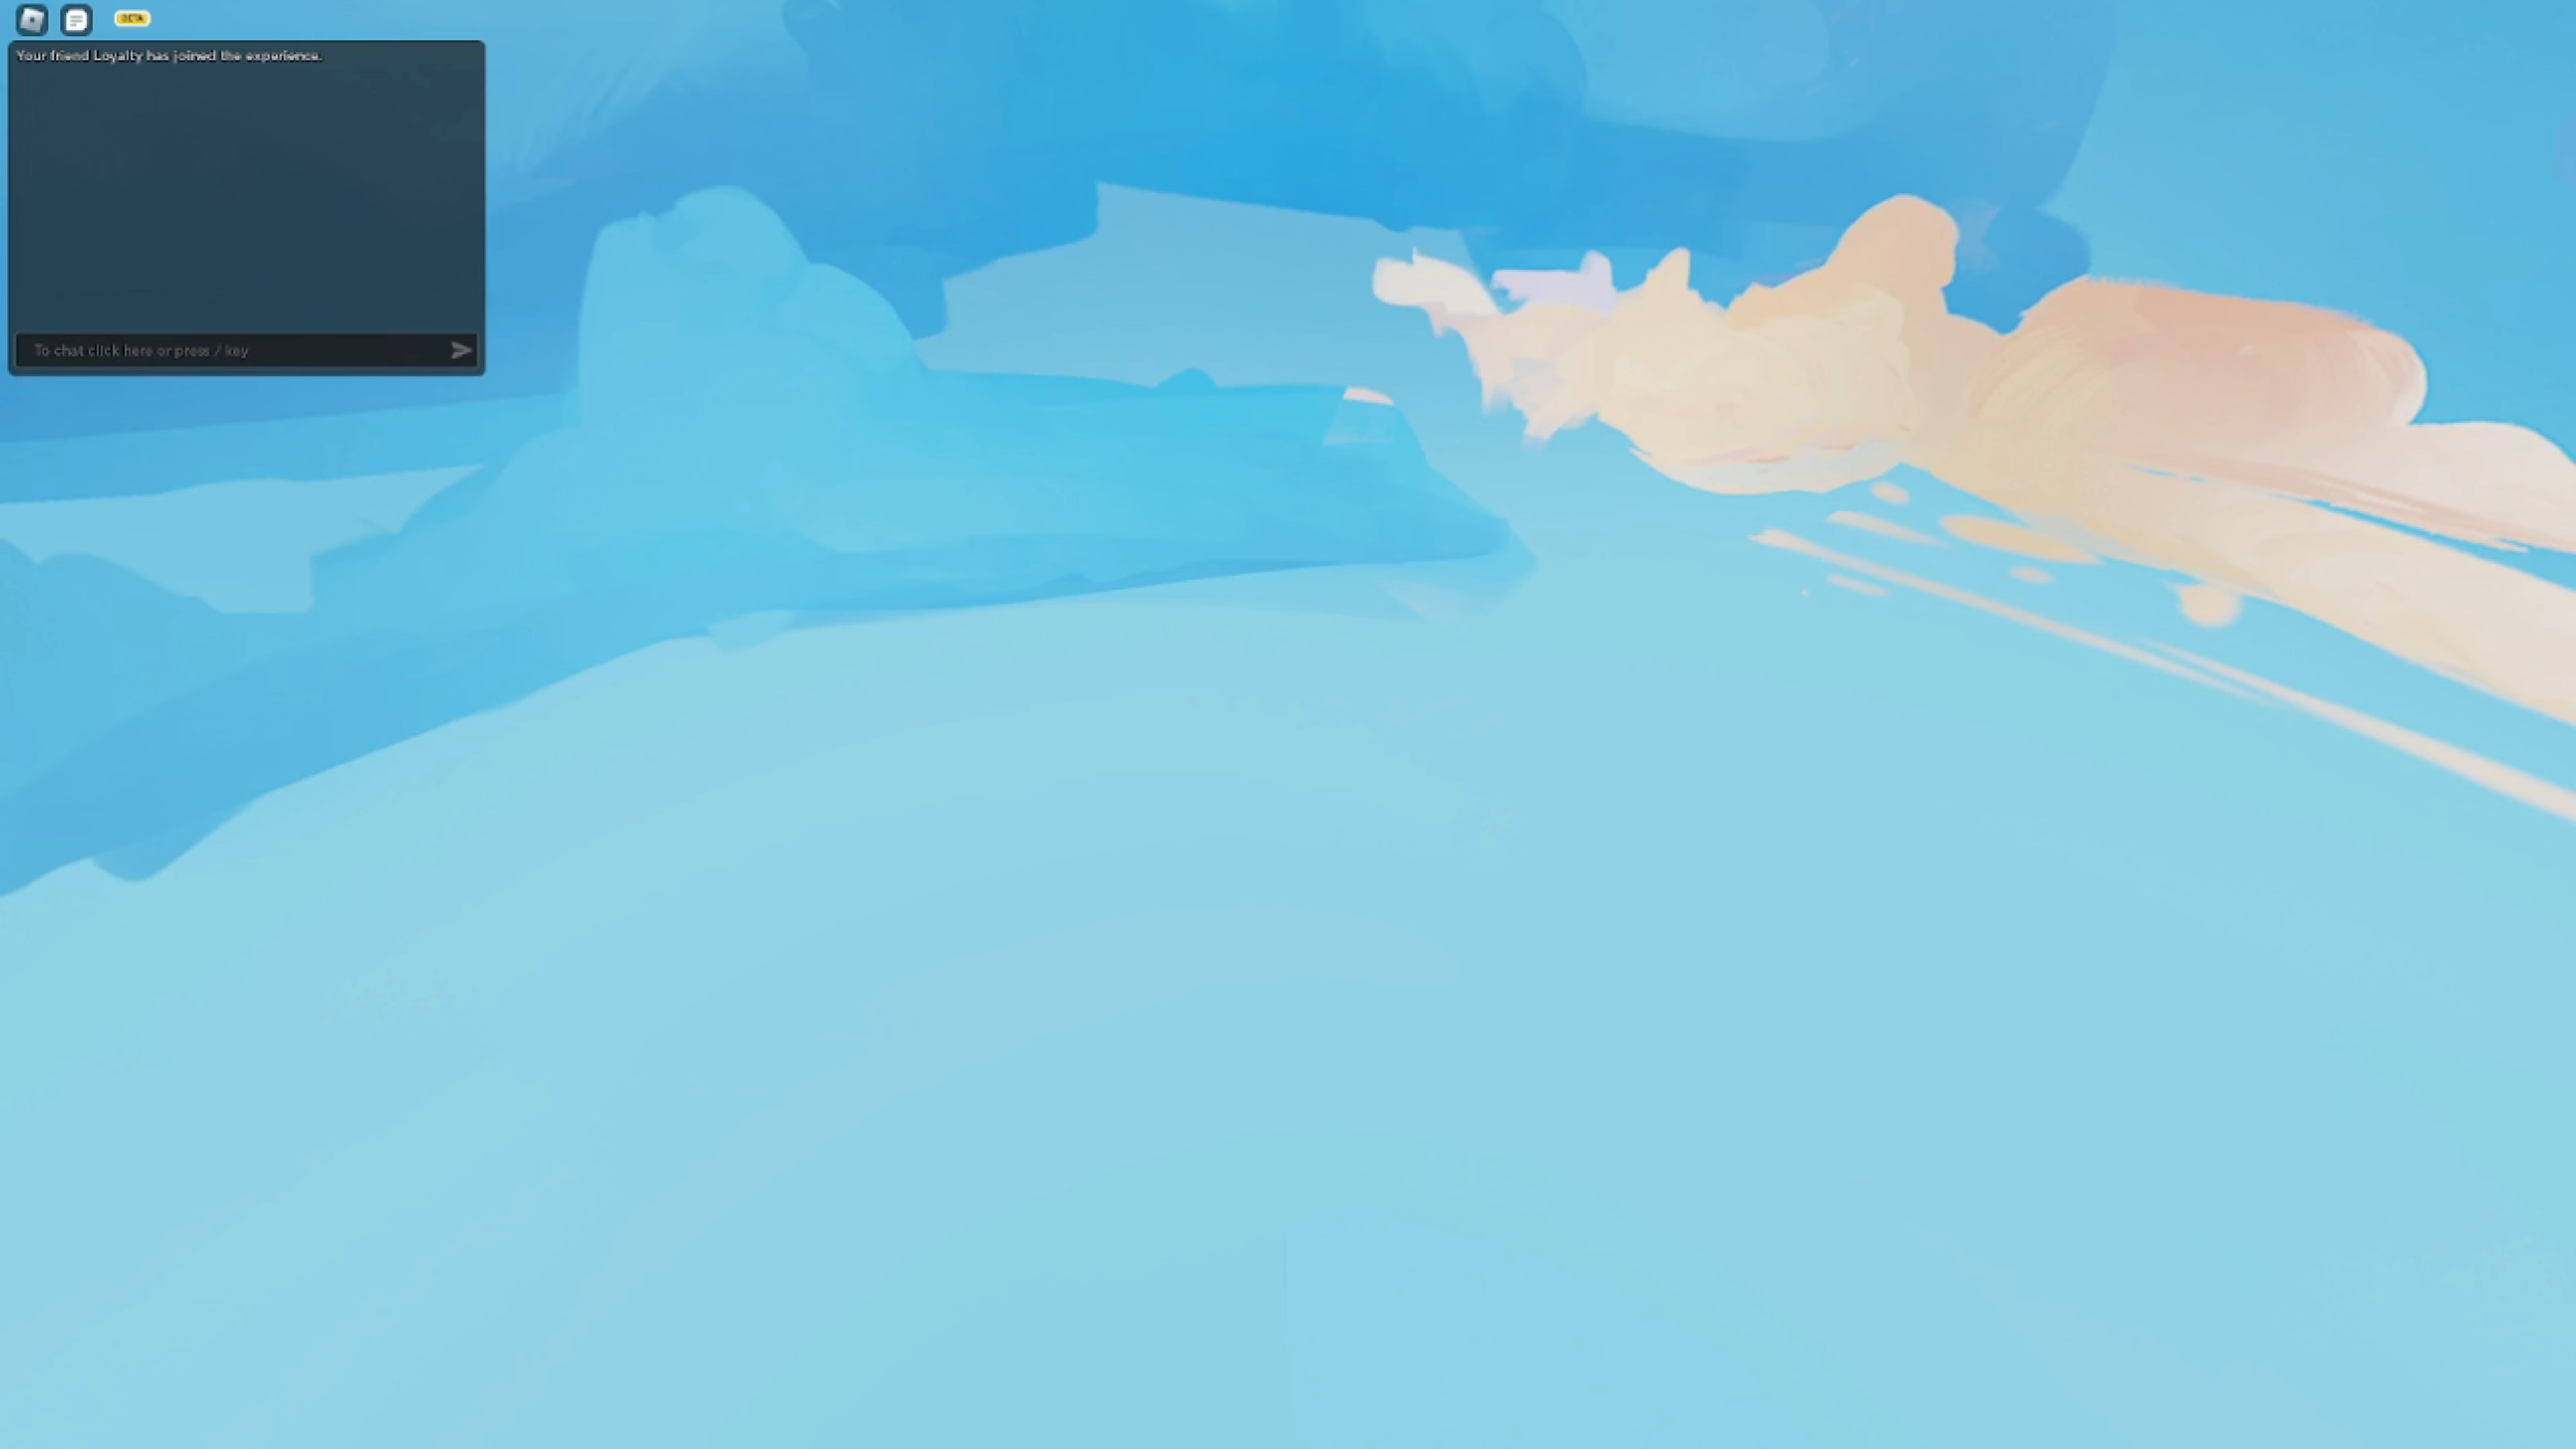 BETA
Your friend Loyalty has joined the experience.
To chat click here or press / key